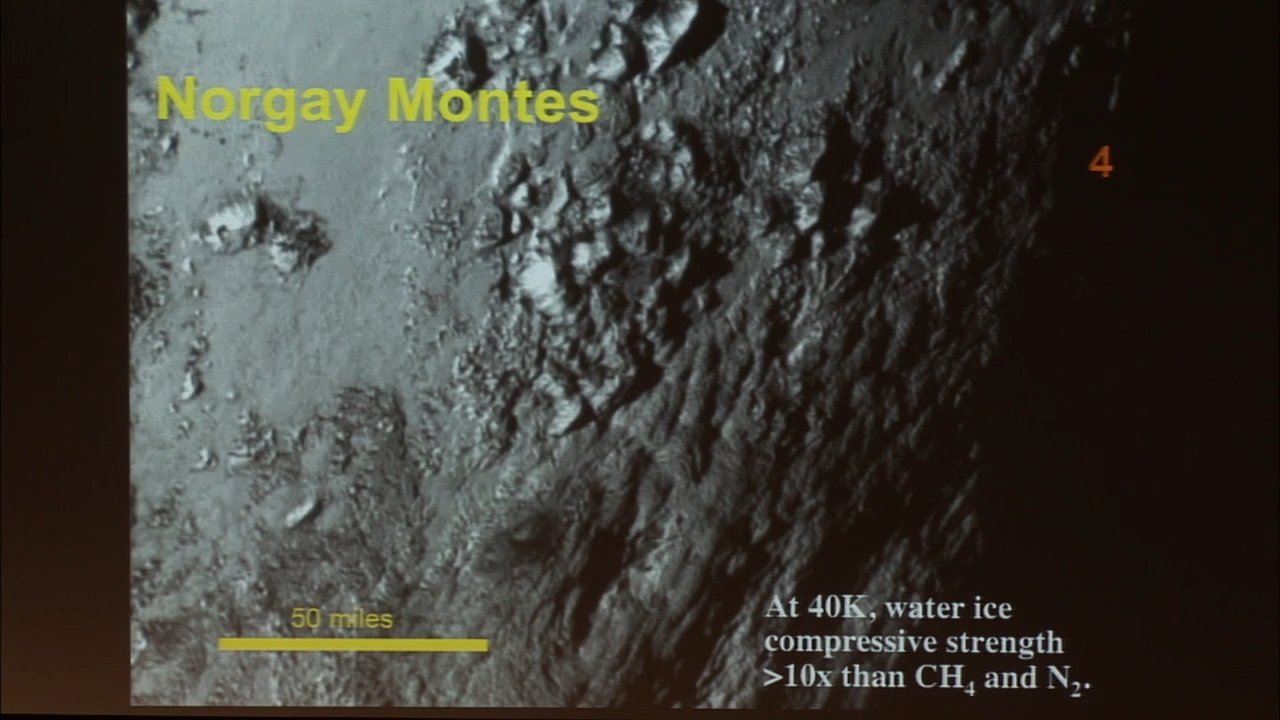 Norgay Montes
4
50 miles
At 40K, water ice
compressive strength
>10x than CH₄ and N₂.